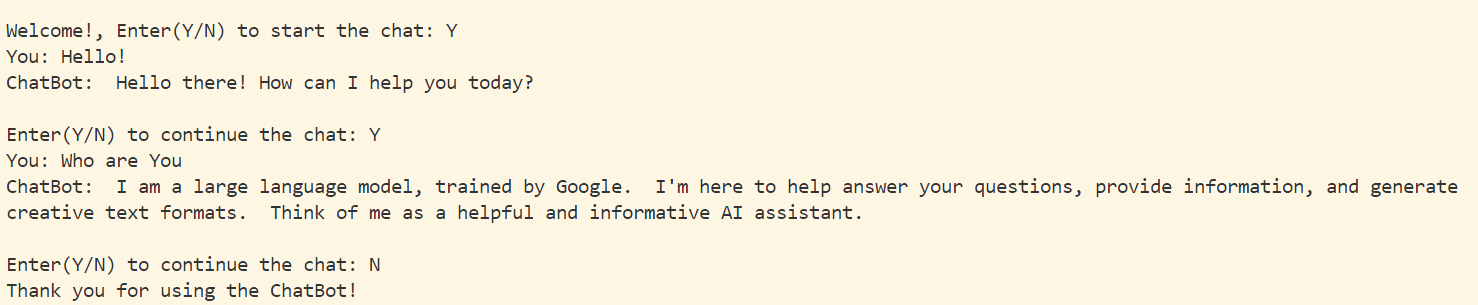 Welcome!, Enter(Y/N) to start the chat: Y
You: Hello!
ChatBot:  Hello there! How can I help you today?
Enter(Y/N) to continue the chat: Y
You: Who are You
ChatBot:  I am a large language model, trained by Google.  I'm here to help answer your questions, provide information, and generate
creative text formats.  Think of me as a helpful and informative AI assistant.
Enter(Y/N) to continue the chat: N
Thank you for using the ChatBot!